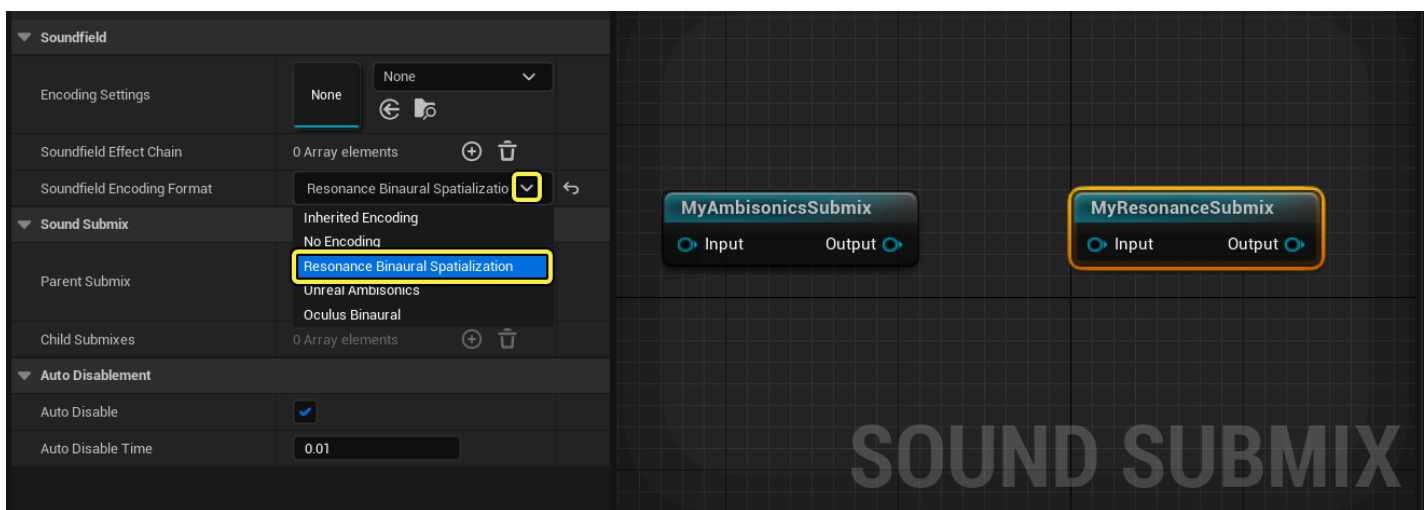 Soundfield
Encoding Settings
None
None
Soundfield Effect Chain
0 Array elements
Soundfield Encoding Format
Resonance Binaural Spatializatio
Inherited Encoding
No Encoding
Resonance Binaural Spatialization
Unreal Ambisonics
Oculus Binaural
Sound Submix
Parent Submix
Child Submixes
0 Array elements
Auto Disablement
Auto Disable
Auto Disable Time
0.01
MyAmbisonicsSubmix
Input Output
MyResonanceSubmix
Input Output
SOUND SUBMIX